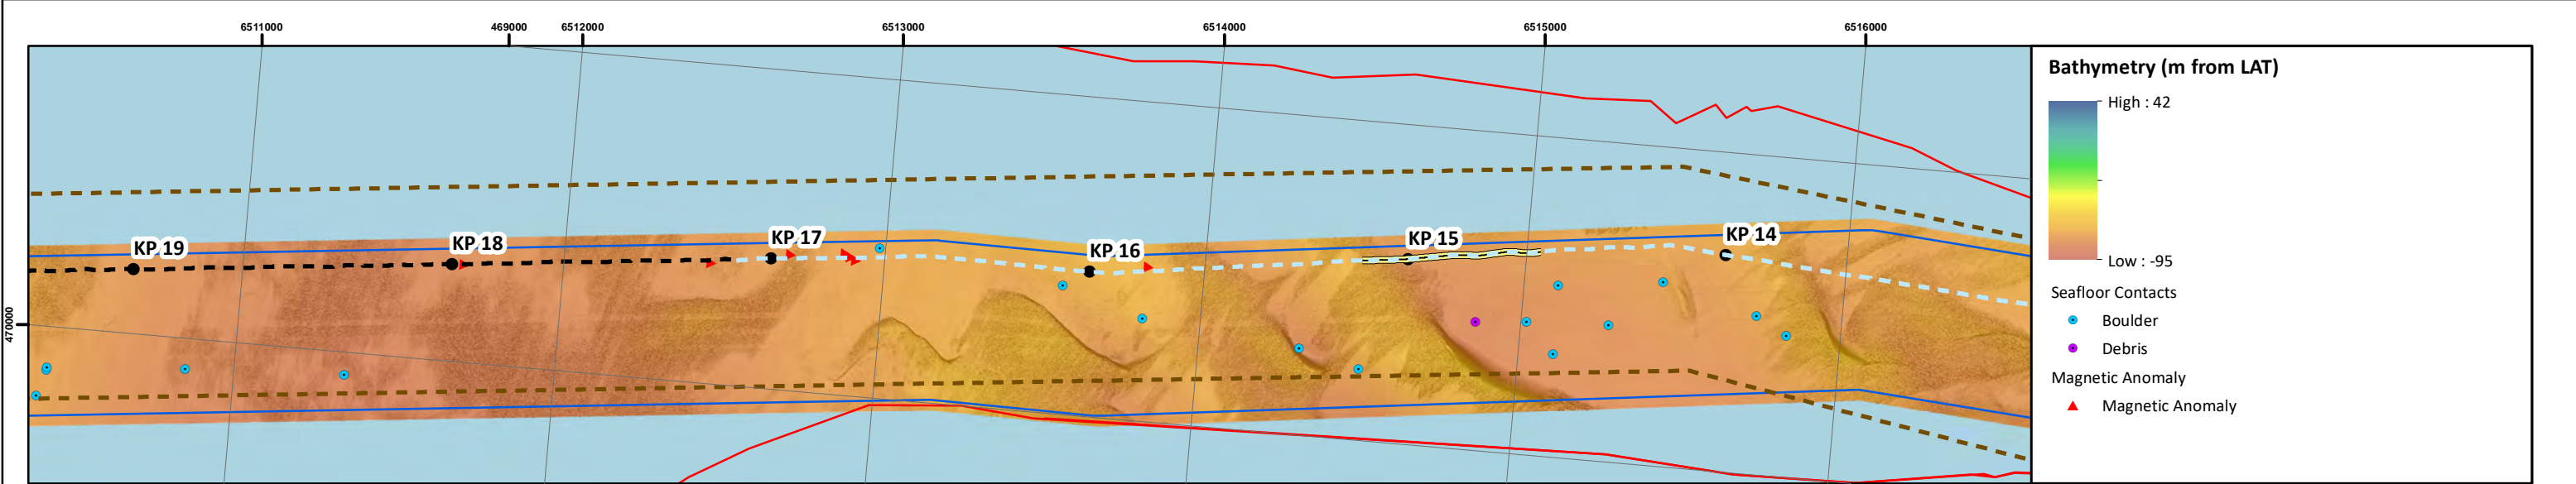 6511000 469000 6512000 6513000 6514000 6515000 6516000
Bathymetry (m from LAT)
High : 42
Low : -95
Seafloor Contacts
Boulder
Debris
Magnetic Anomaly
Magnetic Anomaly
KP 19
KP 18
KP 17
KP 16
KP 15
KP 14
470000